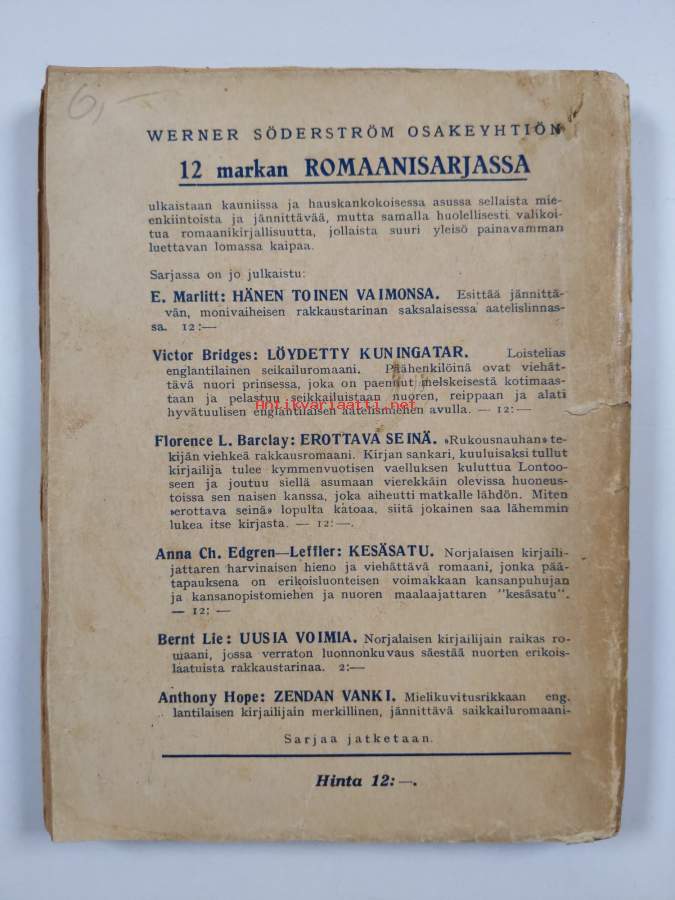 6,–
WERNER SÖDERSTRÖM OSAKEYHTIÖN
12 markan ROMAANISARJASSA
ulkaistaan kauniissa ja hauskankokoisessa asussa sellaista mie-
enkiintoista ja jännittävää, mutta samalla huolellisesti valikoi-
tua romaanikirjallisuutta, jollaista suuri yleisö painavamman
luettavan lomassa kaipaa.
Sarjassa on jo julkaistu:
E. Marlitt: HÄNEN TOINEN VAIMONSA. Esittää jännittä-
vän, monivaiheisen rakkaustarinan saksalaisessa aatelislinnas-
sa. 12:—
Victor Bridges: LÖYDETTY KUNINGATAR. Loistelias
englantilainen seikailuromaani. Päähenkilöinä ovat viehät-
tävä nuori prinsessa, joka on paennut melskeisestä kotimaas-
taan ja pelastuu seikkailuistaan nuoren, reippaan ja alati
Antikvariaatti.net
hyvätuulisen englantilaisen aatelismiehen avulla. — 12:—
Florence L. Barclay: EROTTAVA SEINÄ. »Rukousnauhan» te-
kijän viehkeä rakkausromaani. Kirjan sankari, kuuluisaksi tullut
kirjailija tulee kymmenvuotisen vaelluksen kuluttua Lontoo-
seen ja joutuu siellä asumaan vierekkäin olevissa huoneus-
toissa sen naisen kanssa, joka aiheutti matkalle lähdön. Miten
»erottava seinä» lopulta katoaa, siitä jokainen saa lähemmin
lukea itse kirjasta. — 12:—.
Anna Ch. Edgren—Leffler: KESÄSATU. Norjalaisen kirjaili-
jattaren harvinaisen hieno ja viehättävä romaani, jonka pää-
tapauksena on erikoisluonteisen voimakkaan kansanpuhujan
ja kansanopistomiehen ja nuoren maalaajattaren "kesäsatu".
— 12: —
Bernt Lie: UUSIA VOIMIA. Norjalaisen kirjailijain raikas ro-
maani, jossa verraton luonnonkuvaus säestää nuorten erikois-
laatuista rakkaustarinaa. 2:—
Anthony Hope: ZENDAN VANKI. Mielikuvitusrikkaan eng.
lantilaisen kirjailijain merkillinen, jännittävä saikkailuromaani-
Sarjaa jatketaan.
Hinta 12:—.